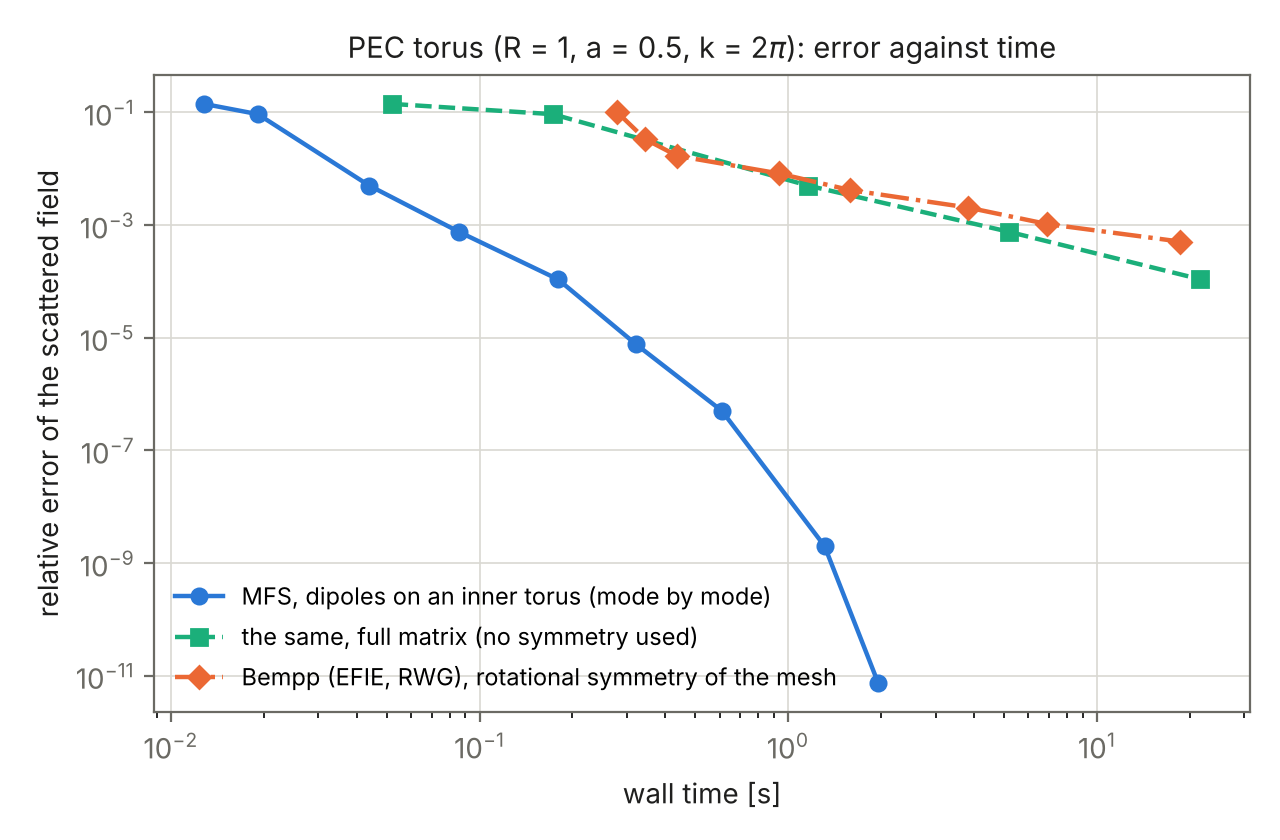 PEC torus (R = 1, a = 0.5, k = 2π): error against time
relative error of the scattered field
10⁻¹
10⁻³
10⁻⁵
10⁻⁷
10⁻⁹
10⁻¹¹
MFS, dipoles on an inner torus (mode by mode)
the same, full matrix (no symmetry used)
Bempp (EFIE, RWG), rotational symmetry of the mesh
10⁻² 10⁻¹ 10⁰ 10¹
wall time [s]